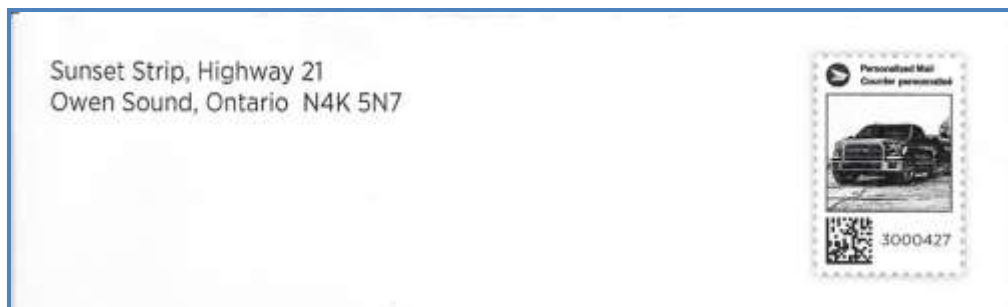 Sunset Strip, Highway 21
Owen Sound, Ontario N4K 5N7
Personalized Mail
Courrier personnalisé
3000427